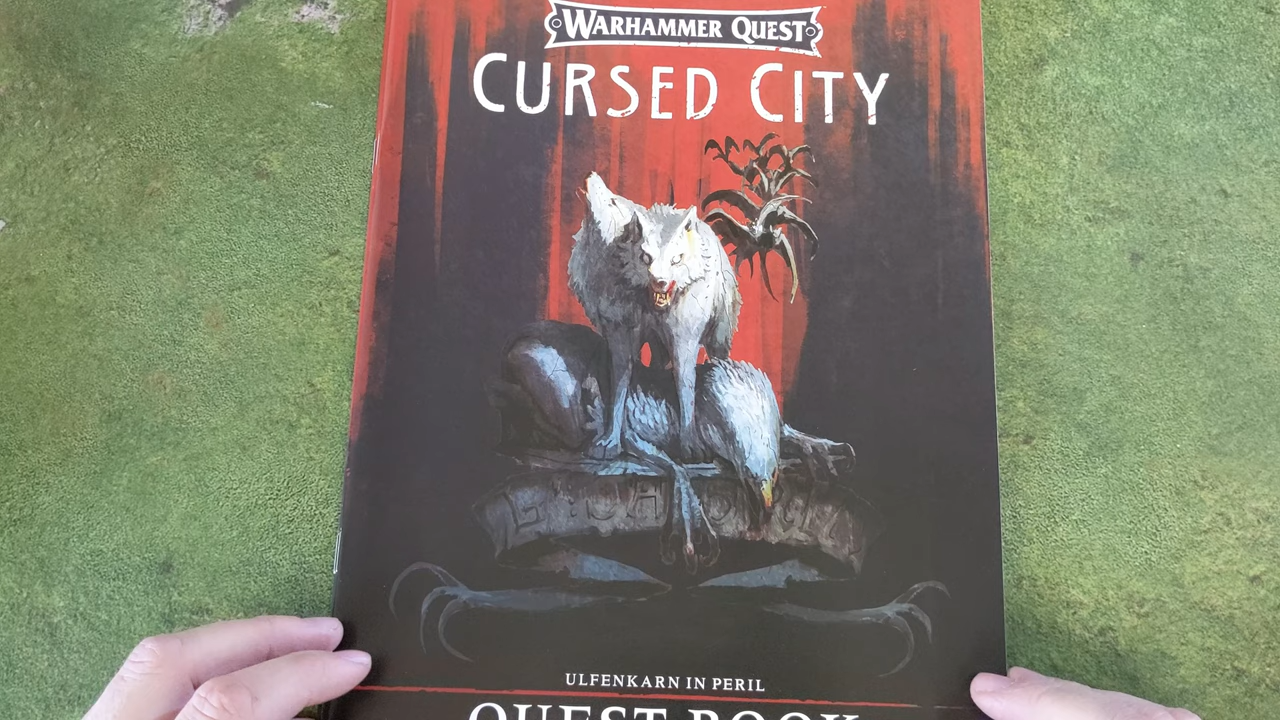 WARHAMMER QUEST
CURSED CITY
ULFENKARN IN PERIL
QUEST BOOK